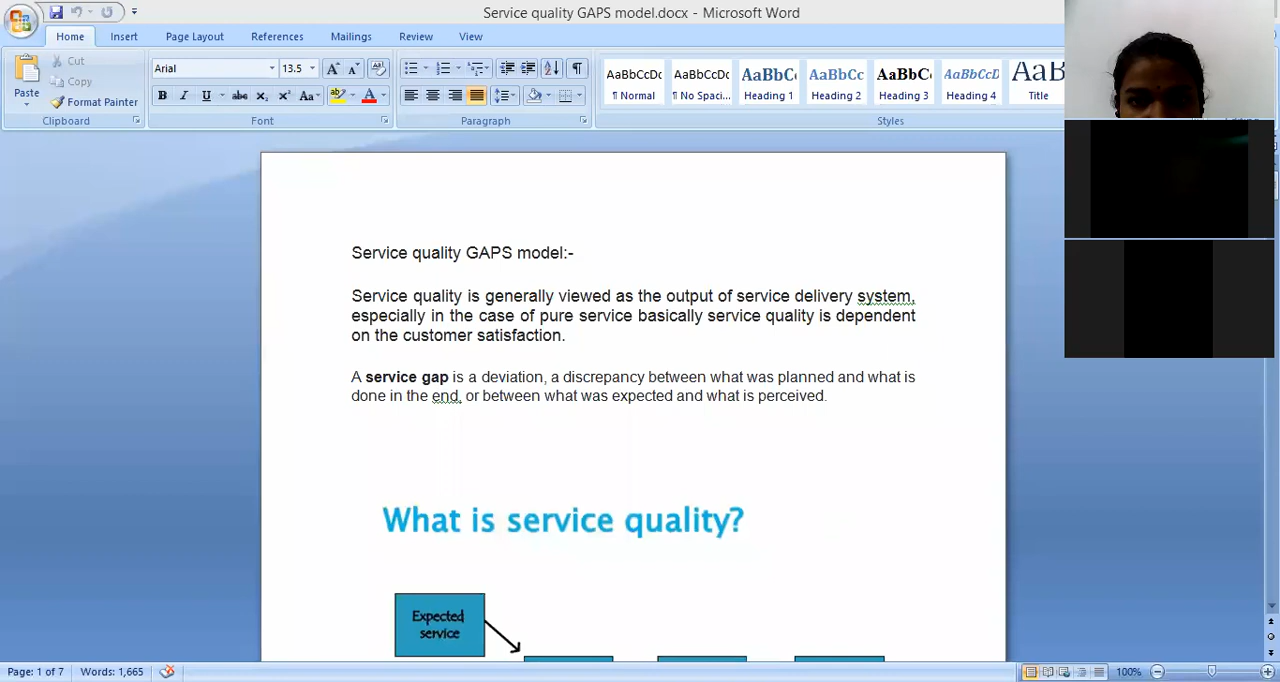 Service quality GAPS model.docx - Microsoft Word
Home Insert Page Layout References Mailings Review View
Paste
Cut
Copy
Format Painter
Clipboard
Arial 13.5
Font
Paragraph
AaBbCcDc AaBbCcDc AaBbC( AaBbCc AaBbC( AaBbCcD AaB
¶ Normal ¶ No Spaci... Heading 1 Heading 2 Heading 3 Heading 4 Title
Styles
Service quality GAPS model:-
Service quality is generally viewed as the output of service delivery system,
especially in the case of pure service basically service quality is dependent
on the customer satisfaction.
A service gap is a deviation, a discrepancy between what was planned and what is
done in the end, or between what was expected and what is perceived.
What is service quality?
Expected
service
Page: 1 of 7 Words: 1,665 100%